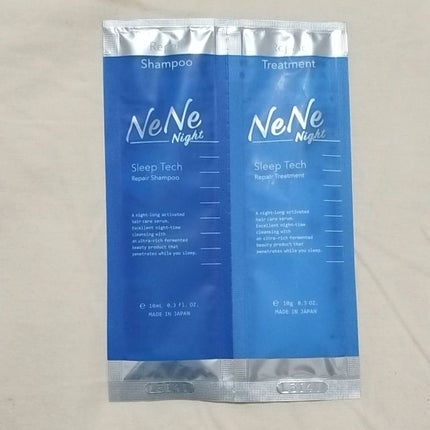 Repair
Shampoo
NeNe
Night
Sleep Tech
Repair Shampoo
A night-long activated
hair care serum.
Excellent night-time
cleansing with
an ultra-rich fermented
beauty product that
penetrates while you sleep.
℮ 10mL 0.3 fl. OZ.
MADE IN JAPAN
Repair
Treatment
NeNe
Night
Sleep Tech
Repair Treatment
A night-long activated
hair care serum.
Excellent night-time
cleansing with
an ultra-rich fermented
beauty product that
penetrates while you sleep.
℮ 10g 0.3 OZ.
MADE IN JAPAN